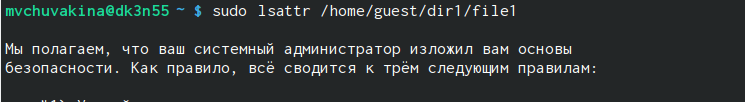 mvchuvakina@dk3n55 ~ $ sudo lsattr /home/guest/dir1/file1
Мы полагаем, что ваш системный администратор изложил вам основы
безопасности. Как правило, всё сводится к трём следующим правилам: